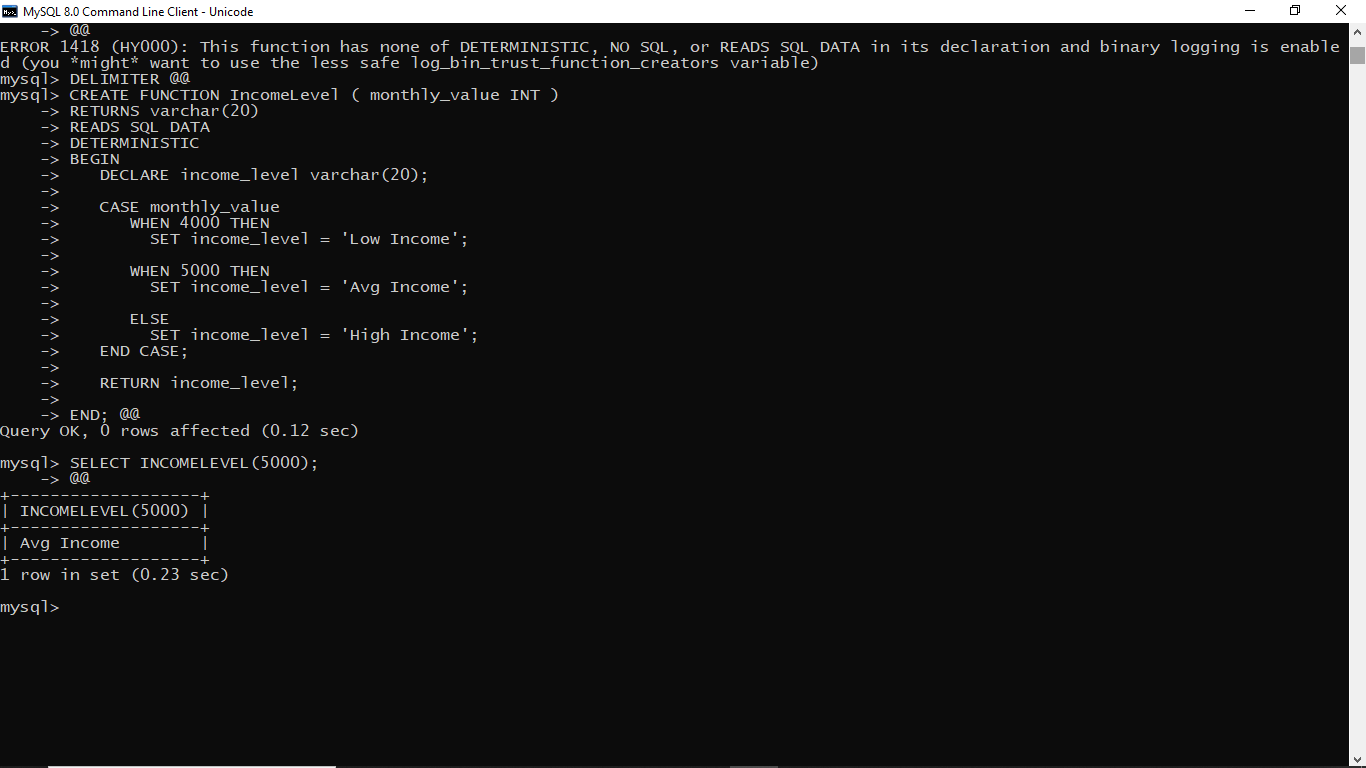 MySQL 8.0 Command Line Client - Unicode
-> @@
ERROR 1418 (HY000): This function has none of DETERMINISTIC, NO SQL, or READS SQL DATA in its declaration and binary logging is enable
d (you *might* want to use the less safe log_bin_trust_function_creators variable)
mysql> DELIMITER @@
mysql> CREATE FUNCTION IncomeLevel ( monthly_value INT )
    -> RETURNS varchar(20)
    -> READS SQL DATA
    -> DETERMINISTIC
    -> BEGIN
    ->    DECLARE income_level varchar(20);
    ->
    ->    CASE monthly_value
    ->       WHEN 4000 THEN
    ->         SET income_level = 'Low Income';
    ->
    ->       WHEN 5000 THEN
    ->         SET income_level = 'Avg Income';
    ->
    ->       ELSE
    ->         SET income_level = 'High Income';
    ->    END CASE;
    ->
    ->    RETURN income_level;
    ->
    -> END; @@
Query OK, 0 rows affected (0.12 sec)
mysql> SELECT INCOMELEVEL(5000);
    -> @@
+-------------------+
| INCOMELEVEL(5000) |
+-------------------+
| Avg Income        |
+-------------------+
1 row in set (0.23 sec)
mysql>